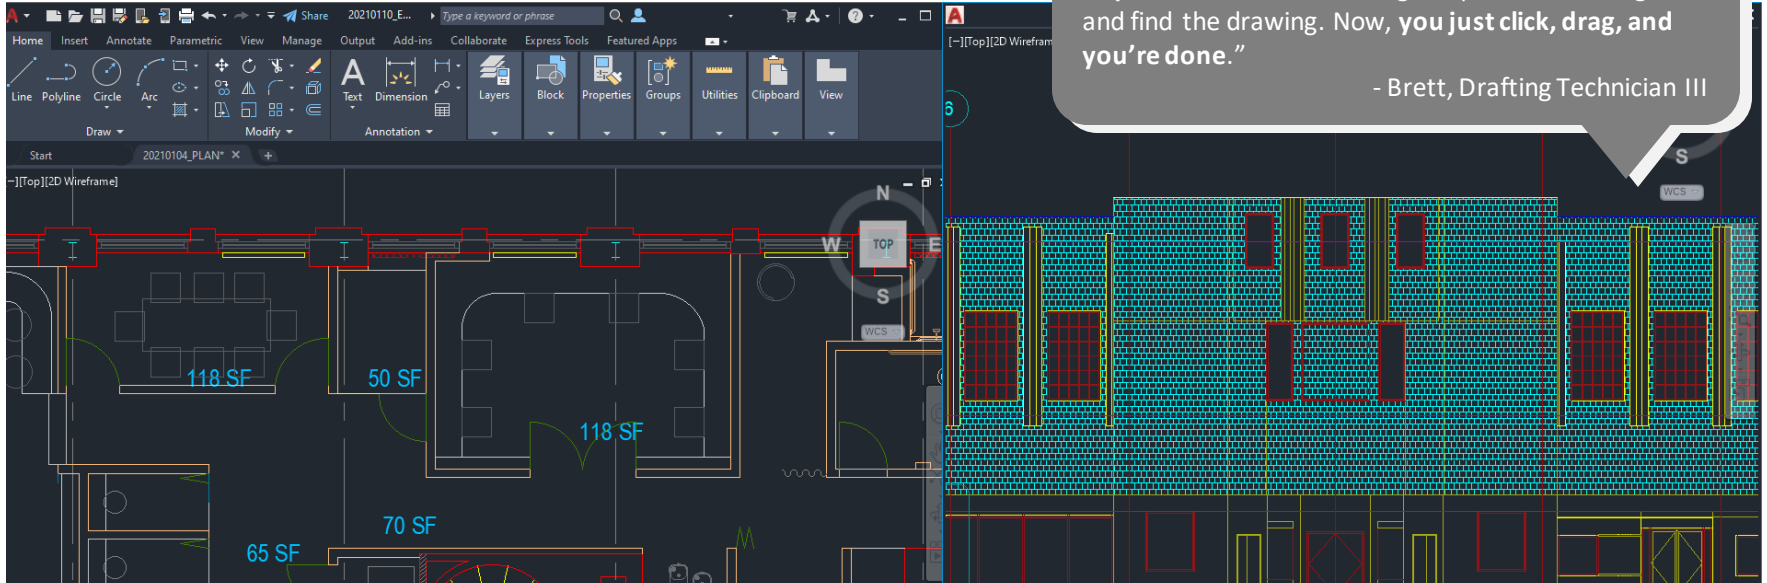 Share
20210110_E...
Type a keyword or phrase
Home Insert Annotate Parametric View Manage Output Add-ins Collaborate Express Tools Featured Apps
Line Polyline Circle Arc
Text Dimension
Layers Block Properties Groups Utilities Clipboard View
Draw Modify Annotation
Start 20210104_PLAN*
[−][Top][2D Wireframe]
N
W TOP E
S
WCS
118 SF
50 SF
118 SF
70 SF
65 SF
[−][Top][2D Wirefram
6
and find the drawing. Now, you just click, drag, and
you’re done.”
- Brett, Drafting Technician III
S
WCS